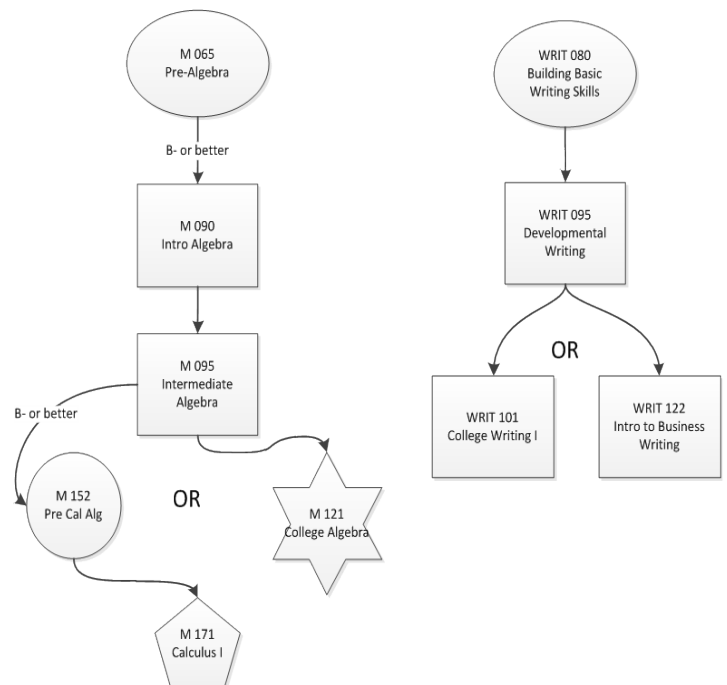 M 065
Pre-Algebra
B- or better
M 090
Intro Algebra
M 095
Intermediate
Algebra
B- or better
M 152
Pre Cal Alg
OR
M 121
College Algebra
M 171
Calculus I
WRIT 080
Building Basic
Writing Skills
WRIT 095
Developmental
Writing
OR
WRIT 101
College Writing I
WRIT 122
Intro to Business
Writing